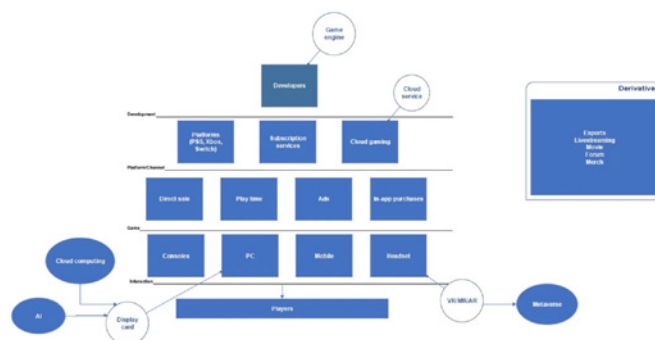 Game
engine
Developers
Derivative
Cloud
service
Development
Platforms
(PS5, Xbox,
Switch)
Subscription
services
Cloud gaming
Esports
Livestreaming
Movie
Forum
Merch
Platform/Channel
Direct sale
Play time
Ads
In-app purchases
Game
Consoles
PC
Mobile
Headset
Cloud computing
Interaction
AI
Display
card
Players
VR/MR/AR
Metaverse